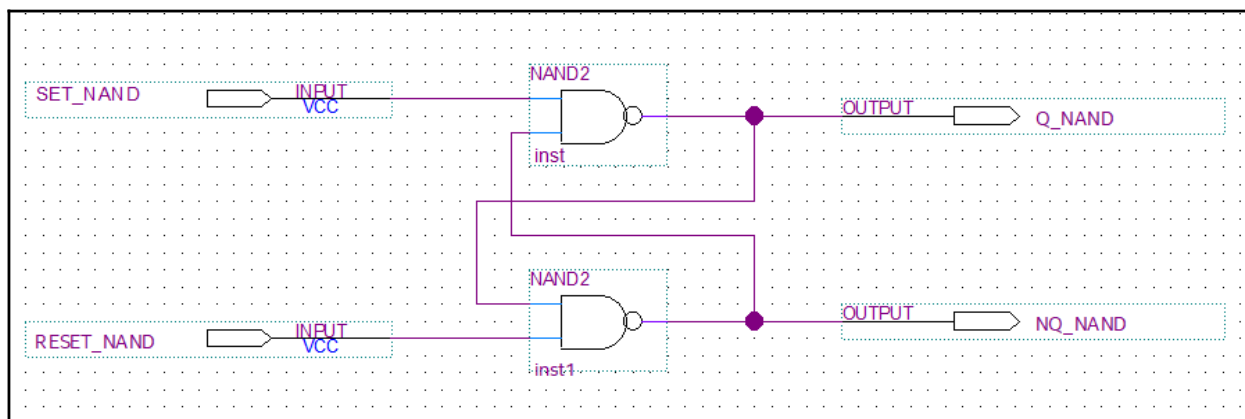 NAND2
SET_NAND
INPUT
VCC
OUTPUT
Q_NAND
inst
NAND2
RESET_NAND
INPUT
VCC
OUTPUT
NQ_NAND
inst1